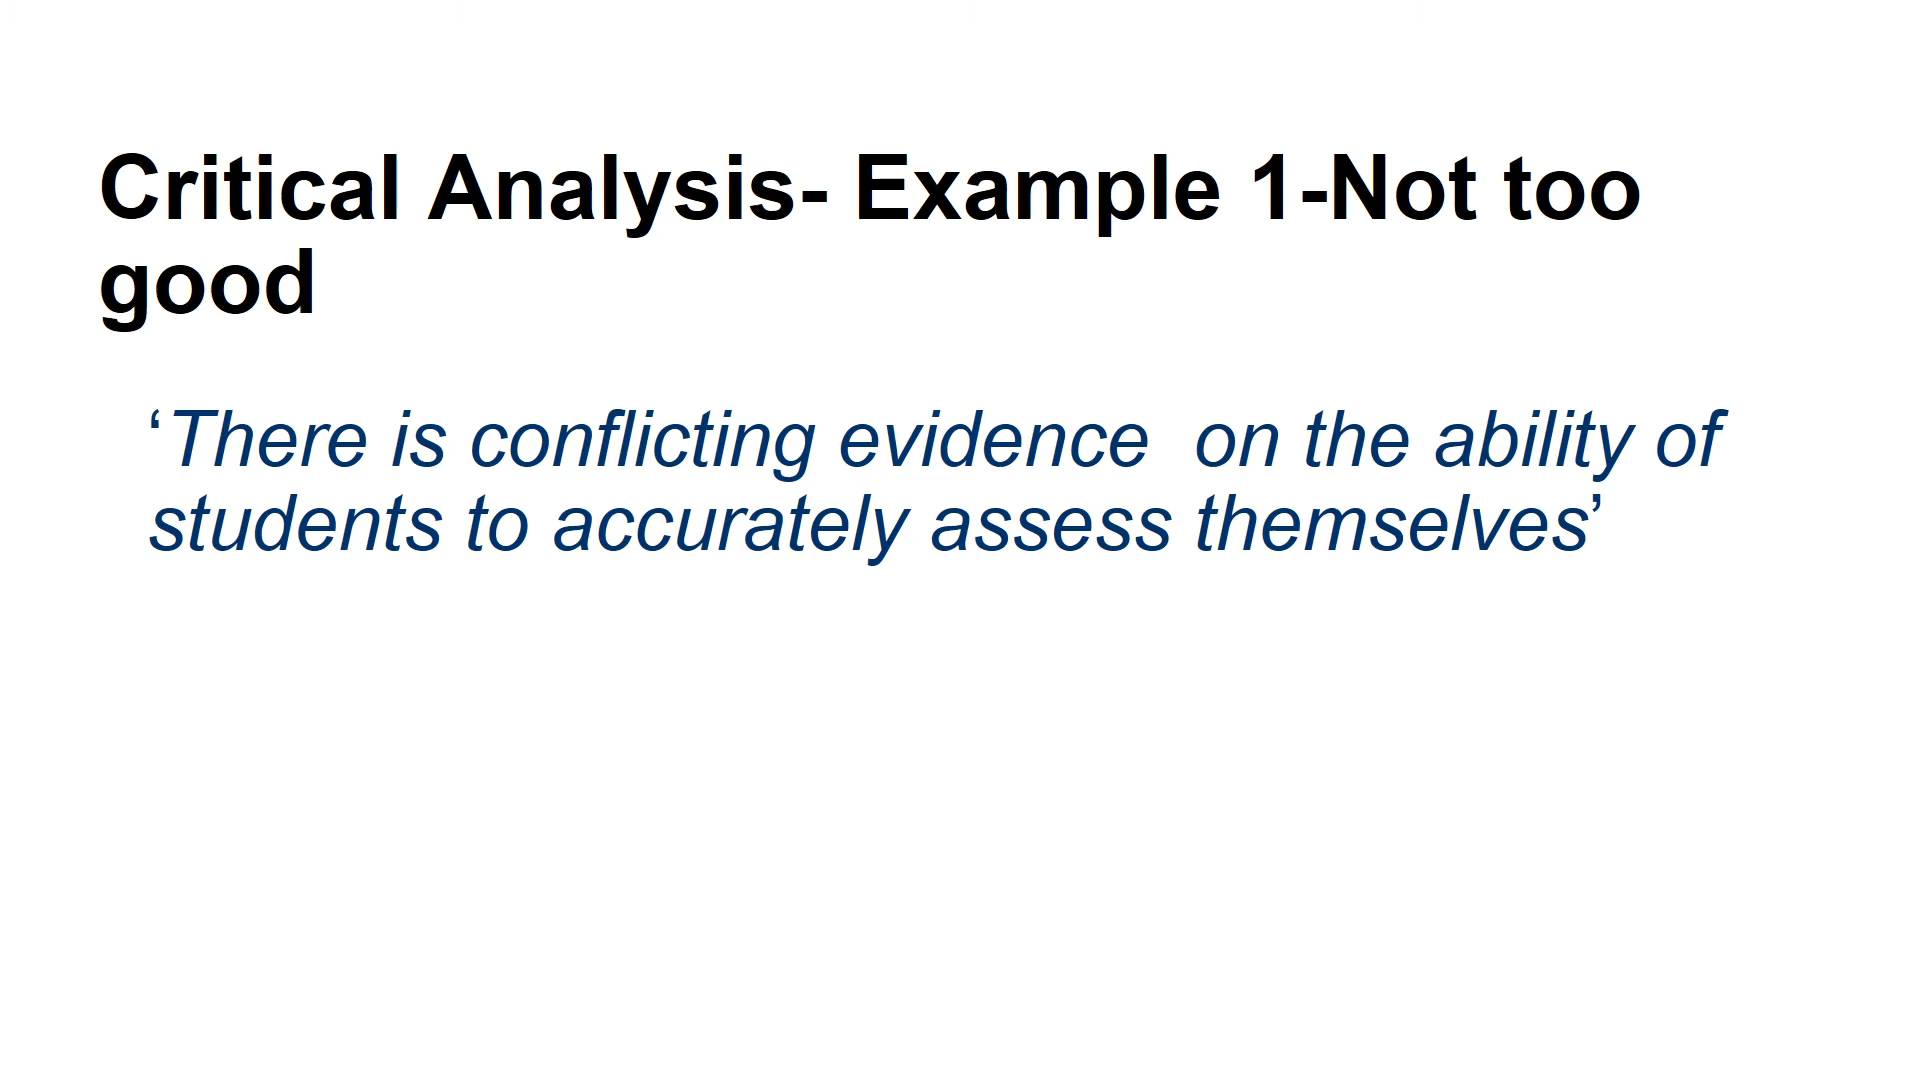 Critical Analysis- Example 1-Not too
good
‘There is conflicting evidence  on the ability of
students to accurately assess themselves’